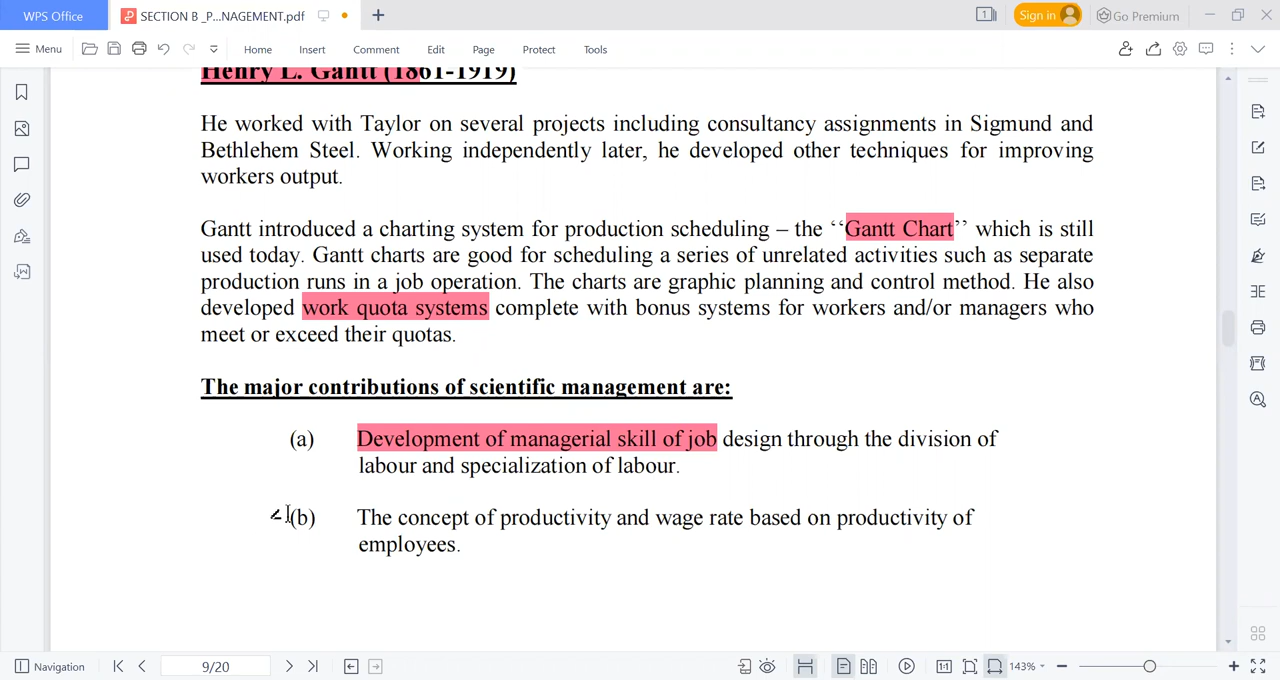 WPS Office
SECTION B _P...NAGEMENT.pdf
1
Sign in
Go Premium
Menu
Home Insert Comment Edit Page Protect Tools
Henry L. Gantt (1861-1919)
He worked with Taylor on several projects including consultancy assignments in Sigmund and
Bethlehem Steel. Working independently later, he developed other techniques for improving
workers output.
Gantt introduced a charting system for production scheduling – the ‘‘Gantt Chart’’ which is still
used today. Gantt charts are good for scheduling a series of unrelated activities such as separate
production runs in a job operation. The charts are graphic planning and control method. He also
developed work quota systems complete with bonus systems for workers and/or managers who
meet or exceed their quotas.
The major contributions of scientific management are:
(a) Development of managerial skill of job design through the division of
labour and specialization of labour.
(b) The concept of productivity and wage rate based on productivity of
employees.
Navigation
9/20
1:1
143%